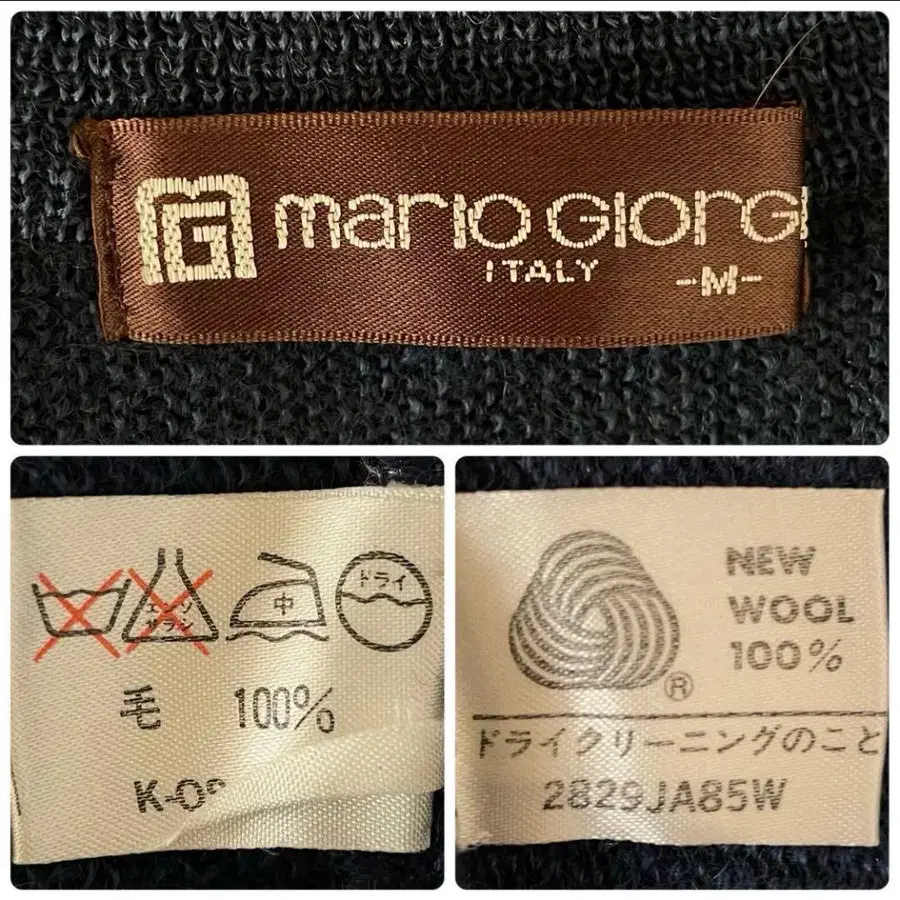 mario GIORGI
ITALY
-M-
中
ドライ
毛 100%
K-0
NEW
WOOL
100%
®
ドライクリーニングのこと
2829JA85W